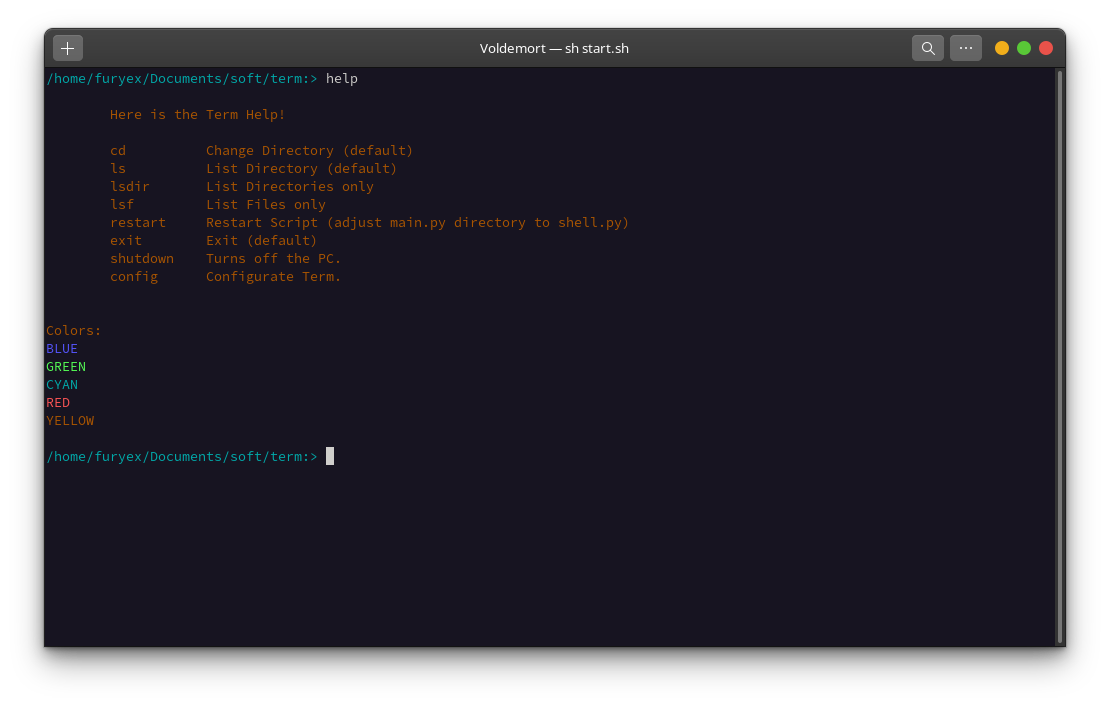 Voldemort — sh start.sh
/home/furyex/Documents/soft/term:> help
Here is the Term Help!
cd Change Directory (default)
ls List Directory (default)
lsdir List Directories only
lsf List Files only
restart Restart Script (adjust main.py directory to shell.py)
exit Exit (default)
shutdown Turns off the PC.
config Configurate Term.
Colors:
BLUE
GREEN
CYAN
RED
YELLOW
/home/furyex/Documents/soft/term:>